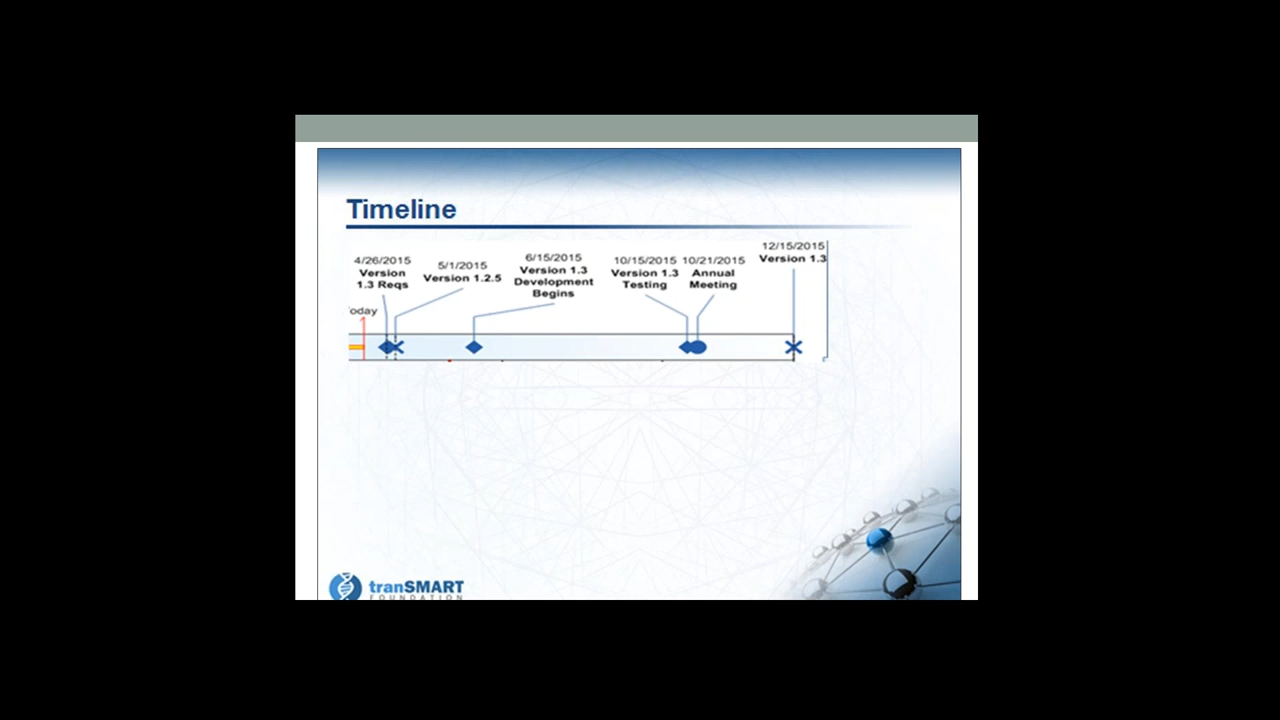 Timeline
4/26/2015
Version
1.3 Reqs
5/1/2015
Version 1.2.5
6/15/2015
Version 1.3
Development
Begins
10/15/2015
Version 1.3
Testing
10/21/2015
Annual
Meeting
12/15/2015
Version 1.3
oday
tranSMART
FOUNDATION